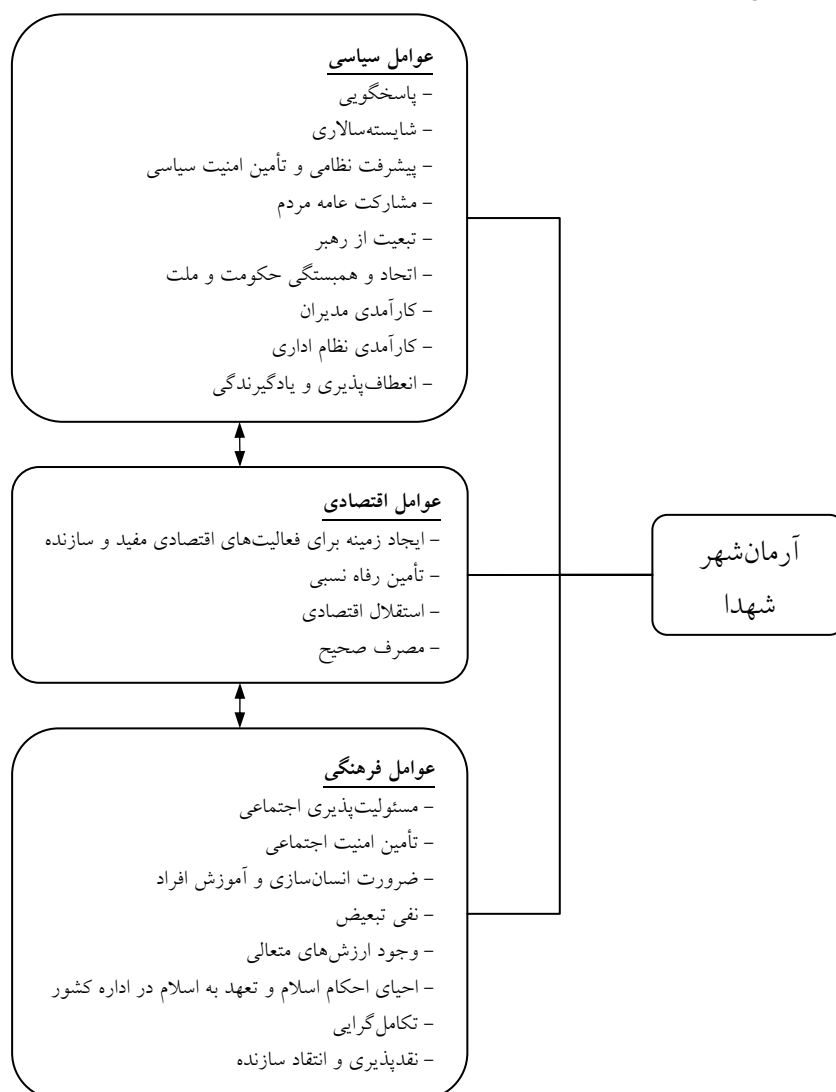 عوامل سیاسی
- پاسخگویی
- شایسته‌سالاری
- پیشرفت نظامی و تأمین امنیت سیاسی
- مشارکت عامه مردم
- تبعیت از رهبر
- اتحاد و همبستگی حکومت و ملت
- کارآمدی مدیران
- کارآمدی نظام اداری
- انعطاف‌پذیری و یادگیرندگی
عوامل اقتصادی
- ایجاد زمینه برای فعالیت‌های اقتصادی مفید و سازنده
- تأمین رفاه نسبی
- استقلال اقتصادی
- مصرف صحیح
آرمان‌شهر
شهدا
عوامل فرهنگی
- مسئولیت‌پذیری اجتماعی
- تأمین امنیت اجتماعی
- ضرورت انسان‌سازی و آموزش افراد
- نفی تبعیض
- وجود ارزش‌های متعالی
- احیای احکام اسلام و تعهد به اسلام در اداره کشور
- تکامل‌گرایی
- نقدپذیری و انتقاد سازنده